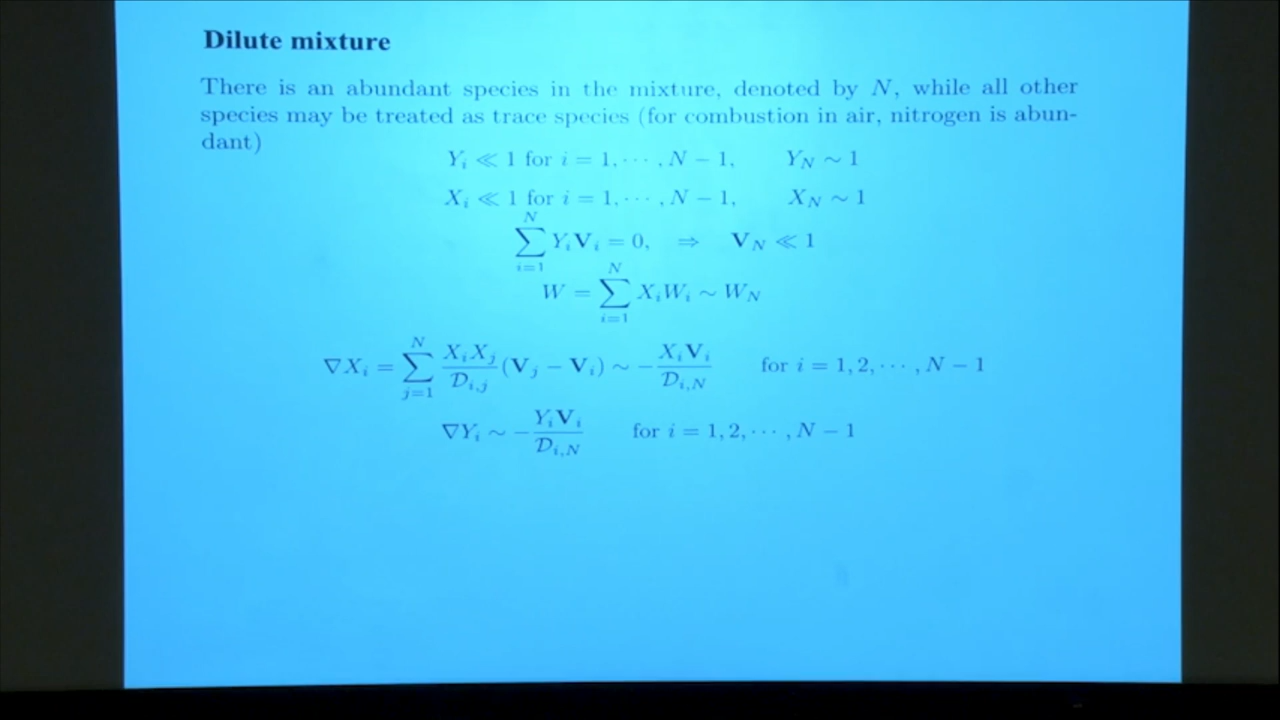 Dilute mixture
There is an abundant species in the mixture, denoted by N, while all other
species may be treated as trace species (for combustion in air, nitrogen is abun-
dant)
Y_i ≪ 1 for i = 1, ⋯ , N − 1, Y_N ∼ 1
X_i ≪ 1 for i = 1, ⋯ , N − 1, X_N ∼ 1
∑_{i=1}^{N} Y_i 𝐕_i = 0, ⇒ 𝐕_N ≪ 1
W = ∑_{i=1}^{N} X_i W_i ∼ W_N
∇X_i = ∑_{j=1}^{N} \frac{X_i X_j}{𝒟_{i,j}} (𝐕_j − 𝐕_i) ∼ −\frac{X_i 𝐕_i}{𝒟_{i,N}} for i = 1, 2, ⋯ , N − 1
∇Y_i ∼ −\frac{Y_i 𝐕_i}{𝒟_{i,N}} for i = 1, 2, ⋯ , N − 1